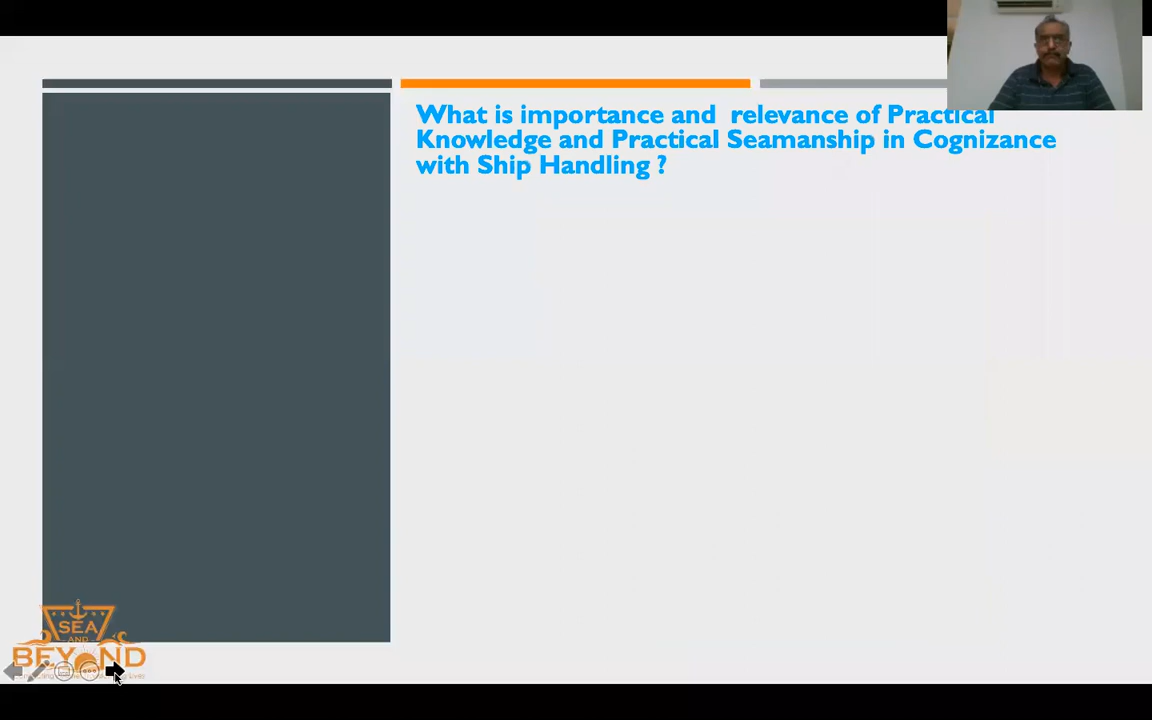 What is importance and  relevance of Practical
Knowledge and Practical Seamanship in Cognizance
with Ship Handling ?
SEA
AND
BEYOND